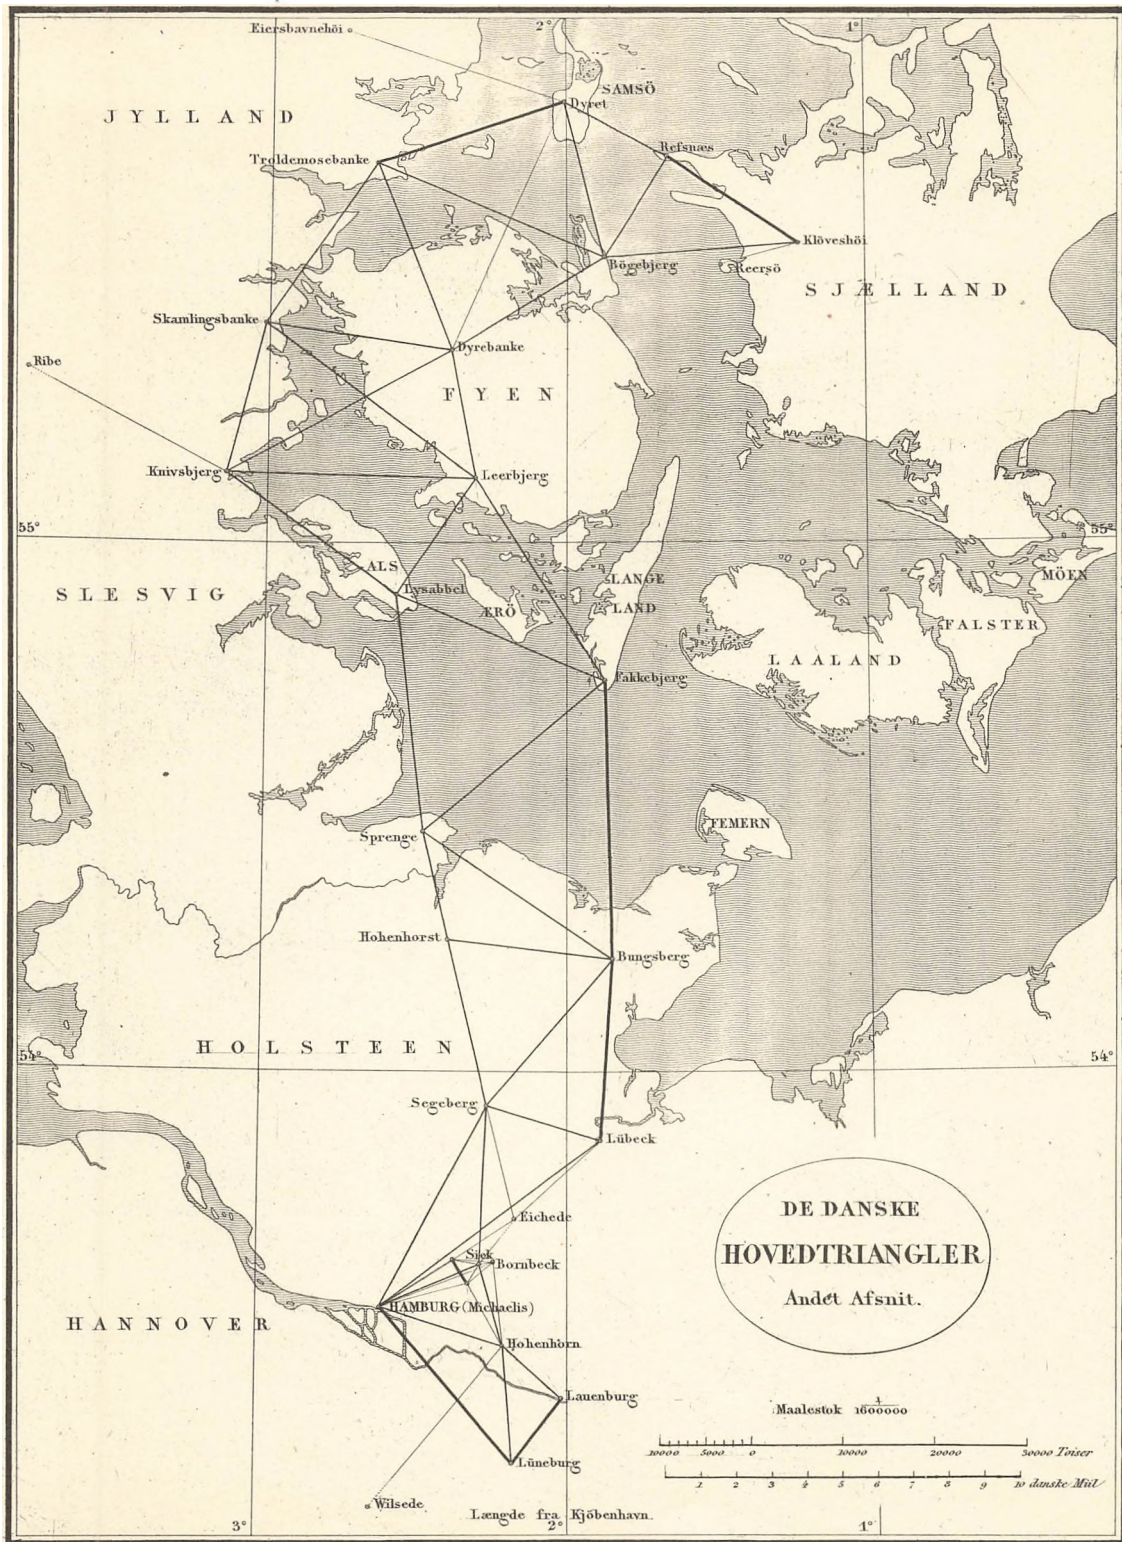 2°
1°
Eiersbavnehöi
SAMSÖ
Dyret
JYLLAND
Refsnæs
Troldemosebanke
Klöveshöi
Bögebjerg
Reersö
SJÆLLAND
Skamlingsbanke
Dyrebanke
Ribe
FYEN
Knivsbjerg
Leerbjerg
55°
55°
ALS
LANGE
LAND
MÖEN
SLESVIG
Lysabbel
ÆRÖ
FALSTER
LAALAND
Fakkebjerg
FEMERN
Sprenge
Hohenhorst
Bungsberg
HOLSTEEN
54°
54°
Segeberg
Lübeck
Eichede
Siek
Bornbeck
HAMBURG (Michaelis)
HANNOVER
Hohenhorn
Lauenburg
Lüneburg
Wilsede
DE DANSKE
HOVEDTRIANGLER
Andet Afsnit.
Maalestok 1/1600000
10000 5000 0 10000 20000 30000 Toiser
1 2 3 4 5 6 7 8 9 10 danske Miil
Længde fra Kjöbenhavn.
3°
2°
1°